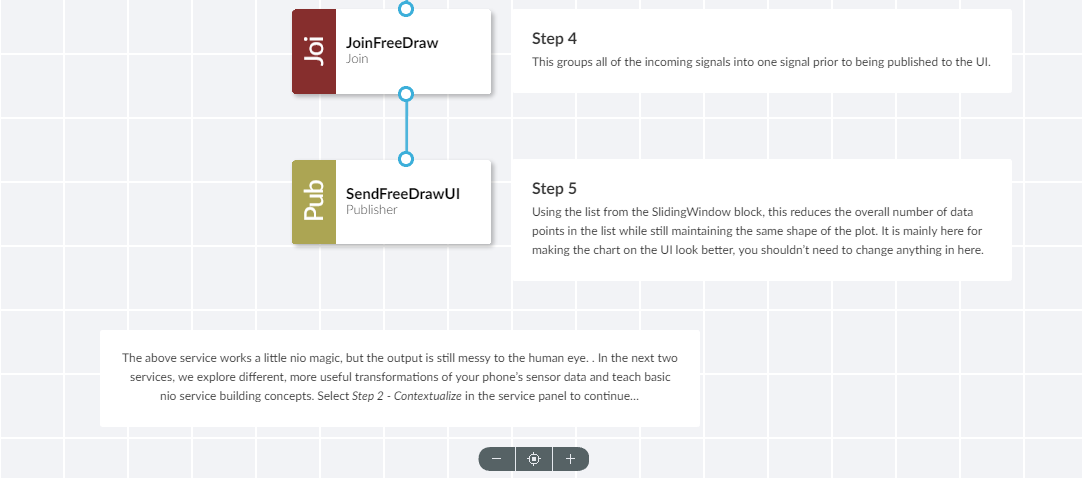 Joi
JoinFreeDraw
Join
Step 4
This groups all of the incoming signals into one signal prior to being published to the UI.
Pub
SendFreeDrawUI
Publisher
Step 5
Using the list from the SlidingWindow block, this reduces the overall number of data
points in the list while still maintaining the same shape of the plot. It is mainly here for
making the chart on the UI look better, you shouldn't need to change anything in here.
The above service works a little nio magic, but the output is still messy to the human eye. . In the next two
services, we explore different, more useful transformations of your phone's sensor data and teach basic
nio service building concepts. Select Step 2 - Contextualize in the service panel to continue...